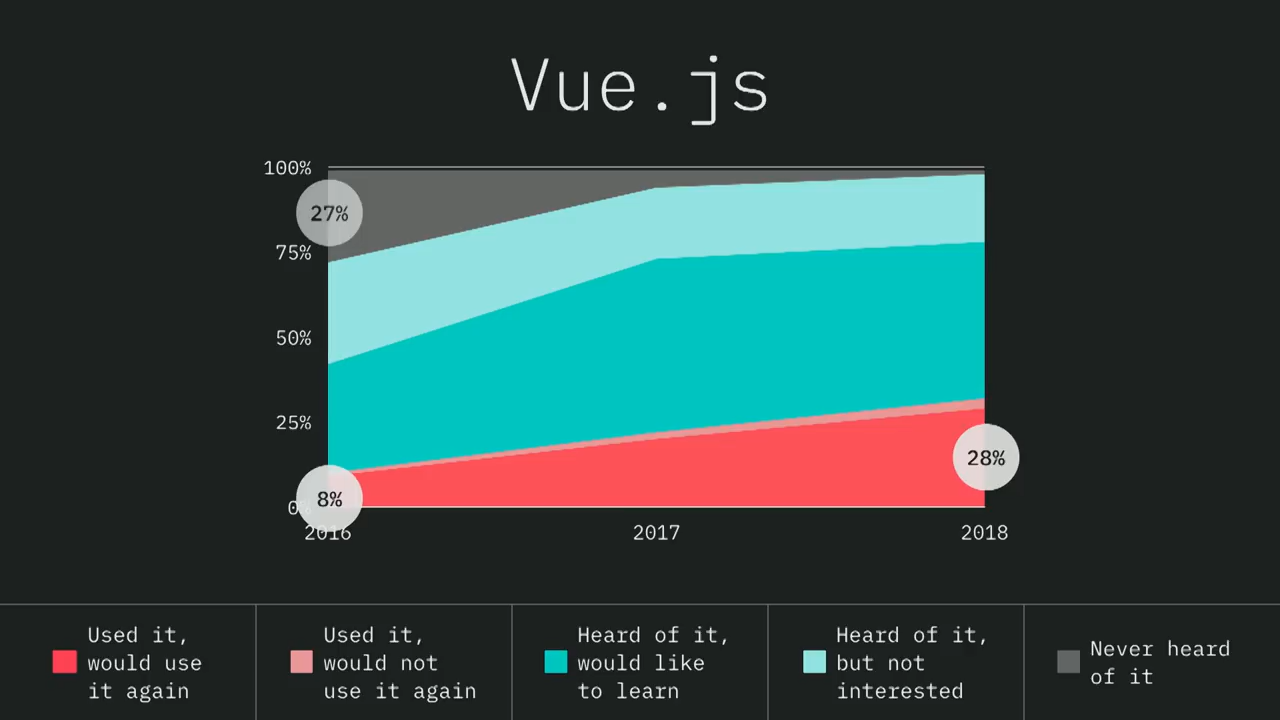 Vue.js
100%
27%
75%
50%
25%
28%
8%
0%
2016
2017
2018
Used it,
would use
it again
Used it,
would not
use it again
Heard of it,
would like
to learn
Heard of it,
but not
interested
Never heard
of it